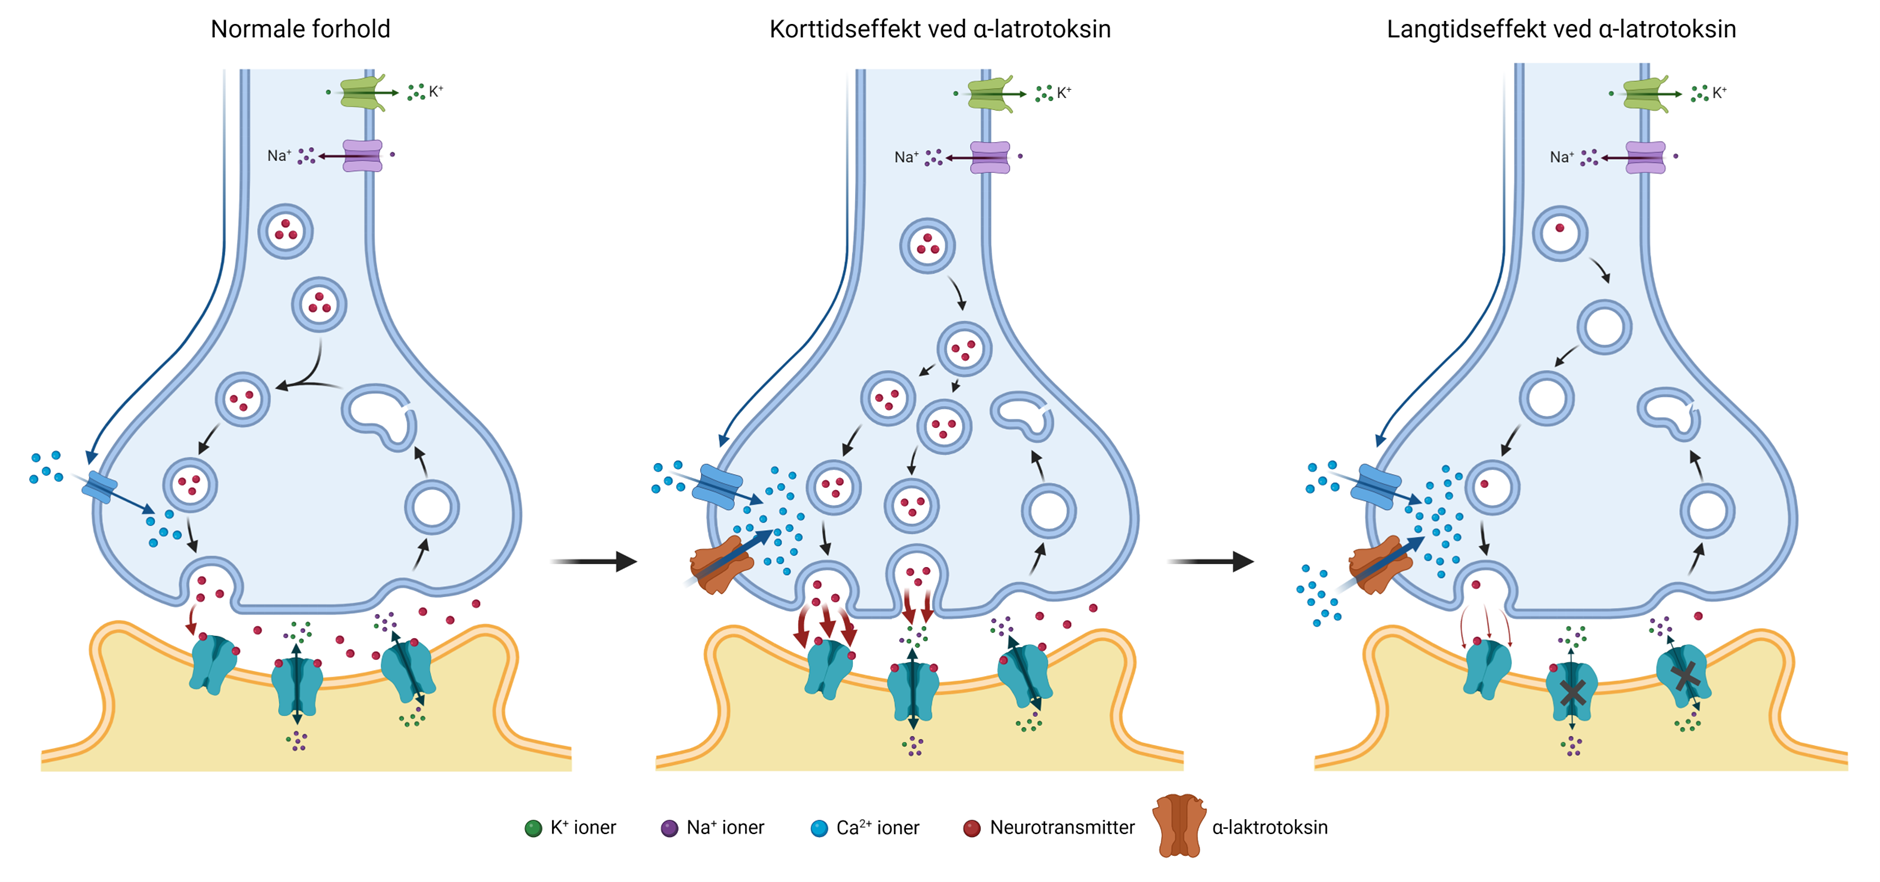 Normale forhold
Korttidseffekt ved α-latrotoksin
Langtidseffekt ved α-latrotoksin
K⁺
K⁺
K⁺
Na⁺
Na⁺
Na⁺
K⁺ ioner
Na⁺ ioner
Ca²⁺ ioner
Neurotransmitter
α-laktrotoksin